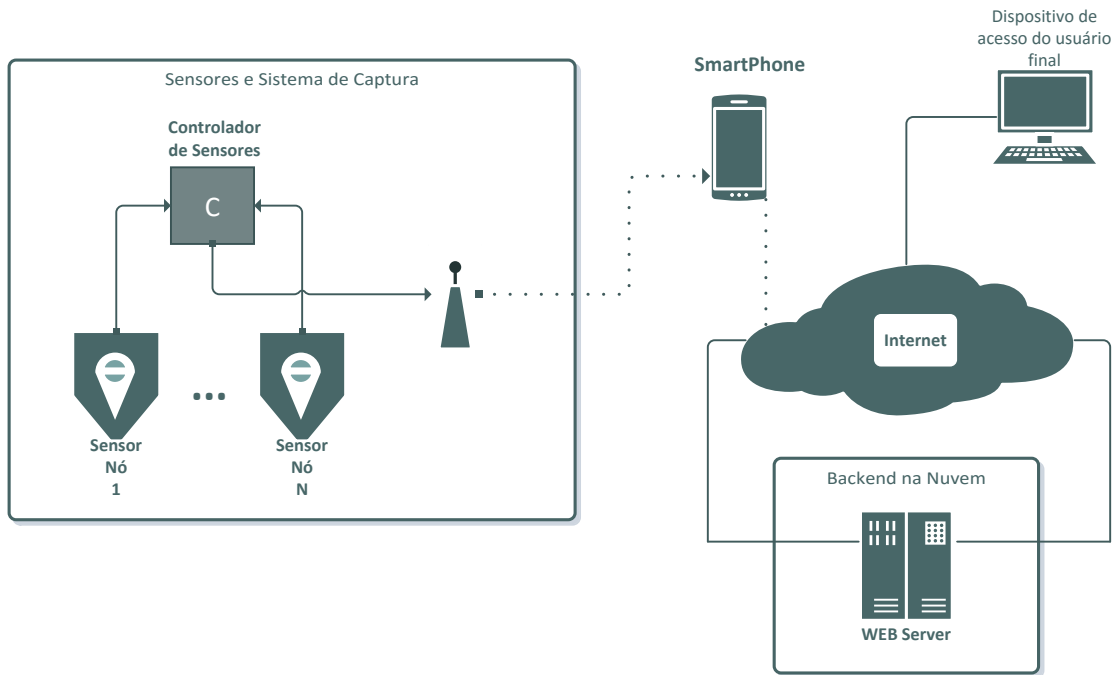 Dispositivo de
acesso do usuário
final
SmartPhone
Sensores e Sistema de Captura
Controlador
de Sensores
C
Internet
...
Sensor
Nó
1
Sensor
Nó
N
Backend na Nuvem
WEB Server